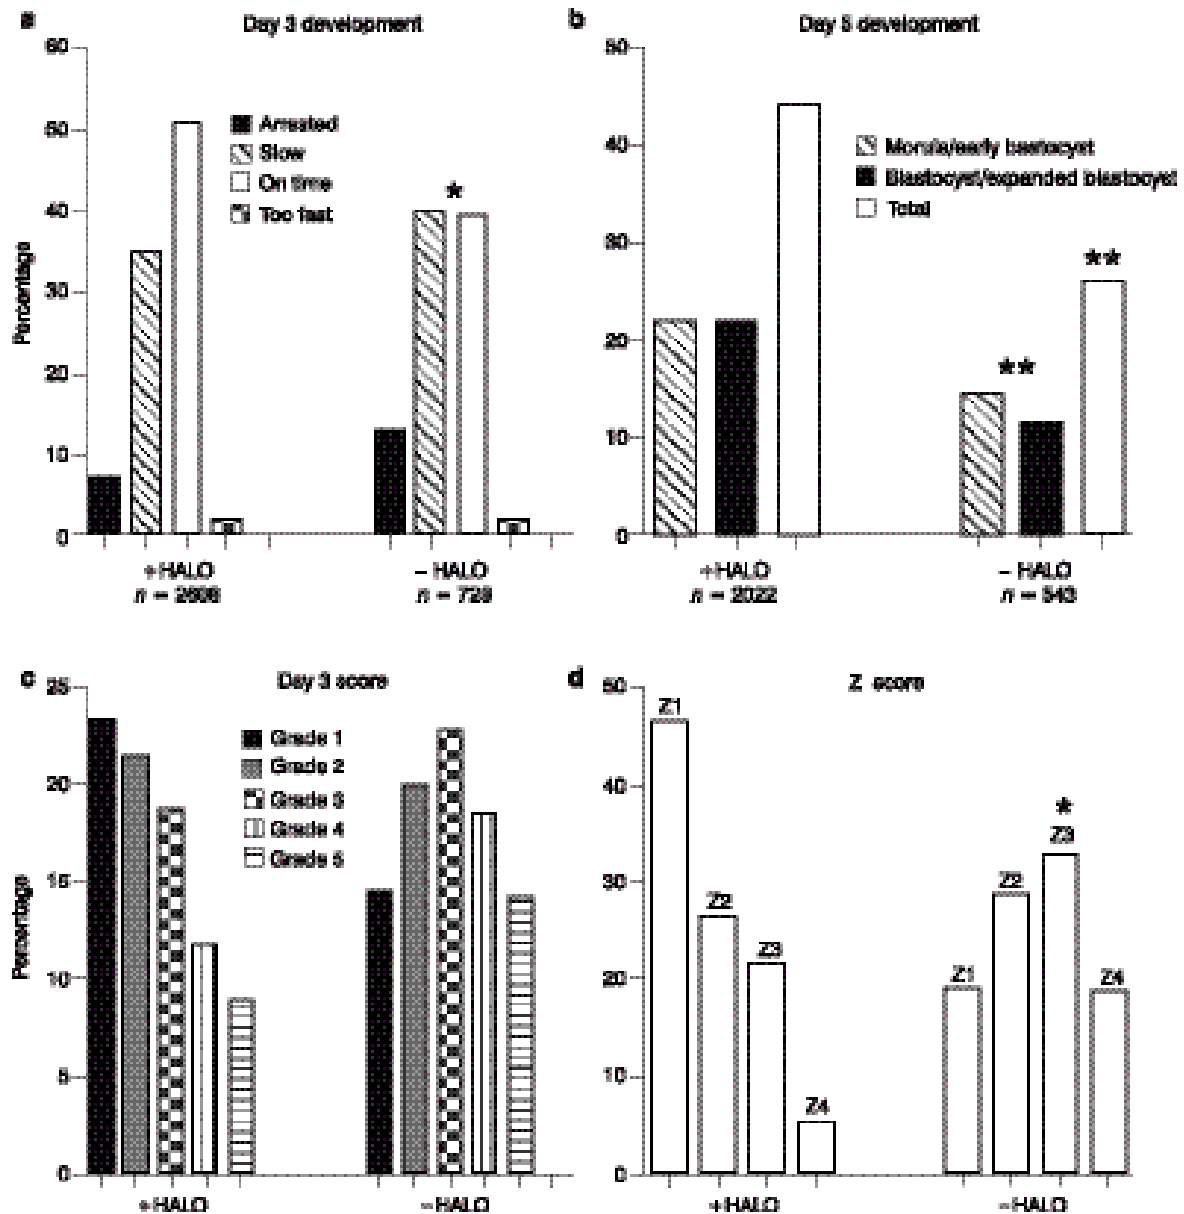 a
Day 3 development
60
50
40
30
20
10
0
Percentage
Arrested
Slow
On time
Too fast
*
+HALO
– HALO
n = 728
b
Day 5 development
50
40
30
20
10
0
Morula/early blastocyst
Blastocyst/expanded blastocyst
Total
**
**
+HALO
n = 2022
– HALO
n = 543
c
Day 3 score
25
20
15
10
5
0
Percentage
Grade 1
Grade 2
Grade 3
Grade 4
Grade 5
+HALO
–HALO
d
Z score
50
40
30
20
10
0
Z1
Z2
Z3
Z4
Z1
Z2
*
Z3
Z4
+HALO
–HALO